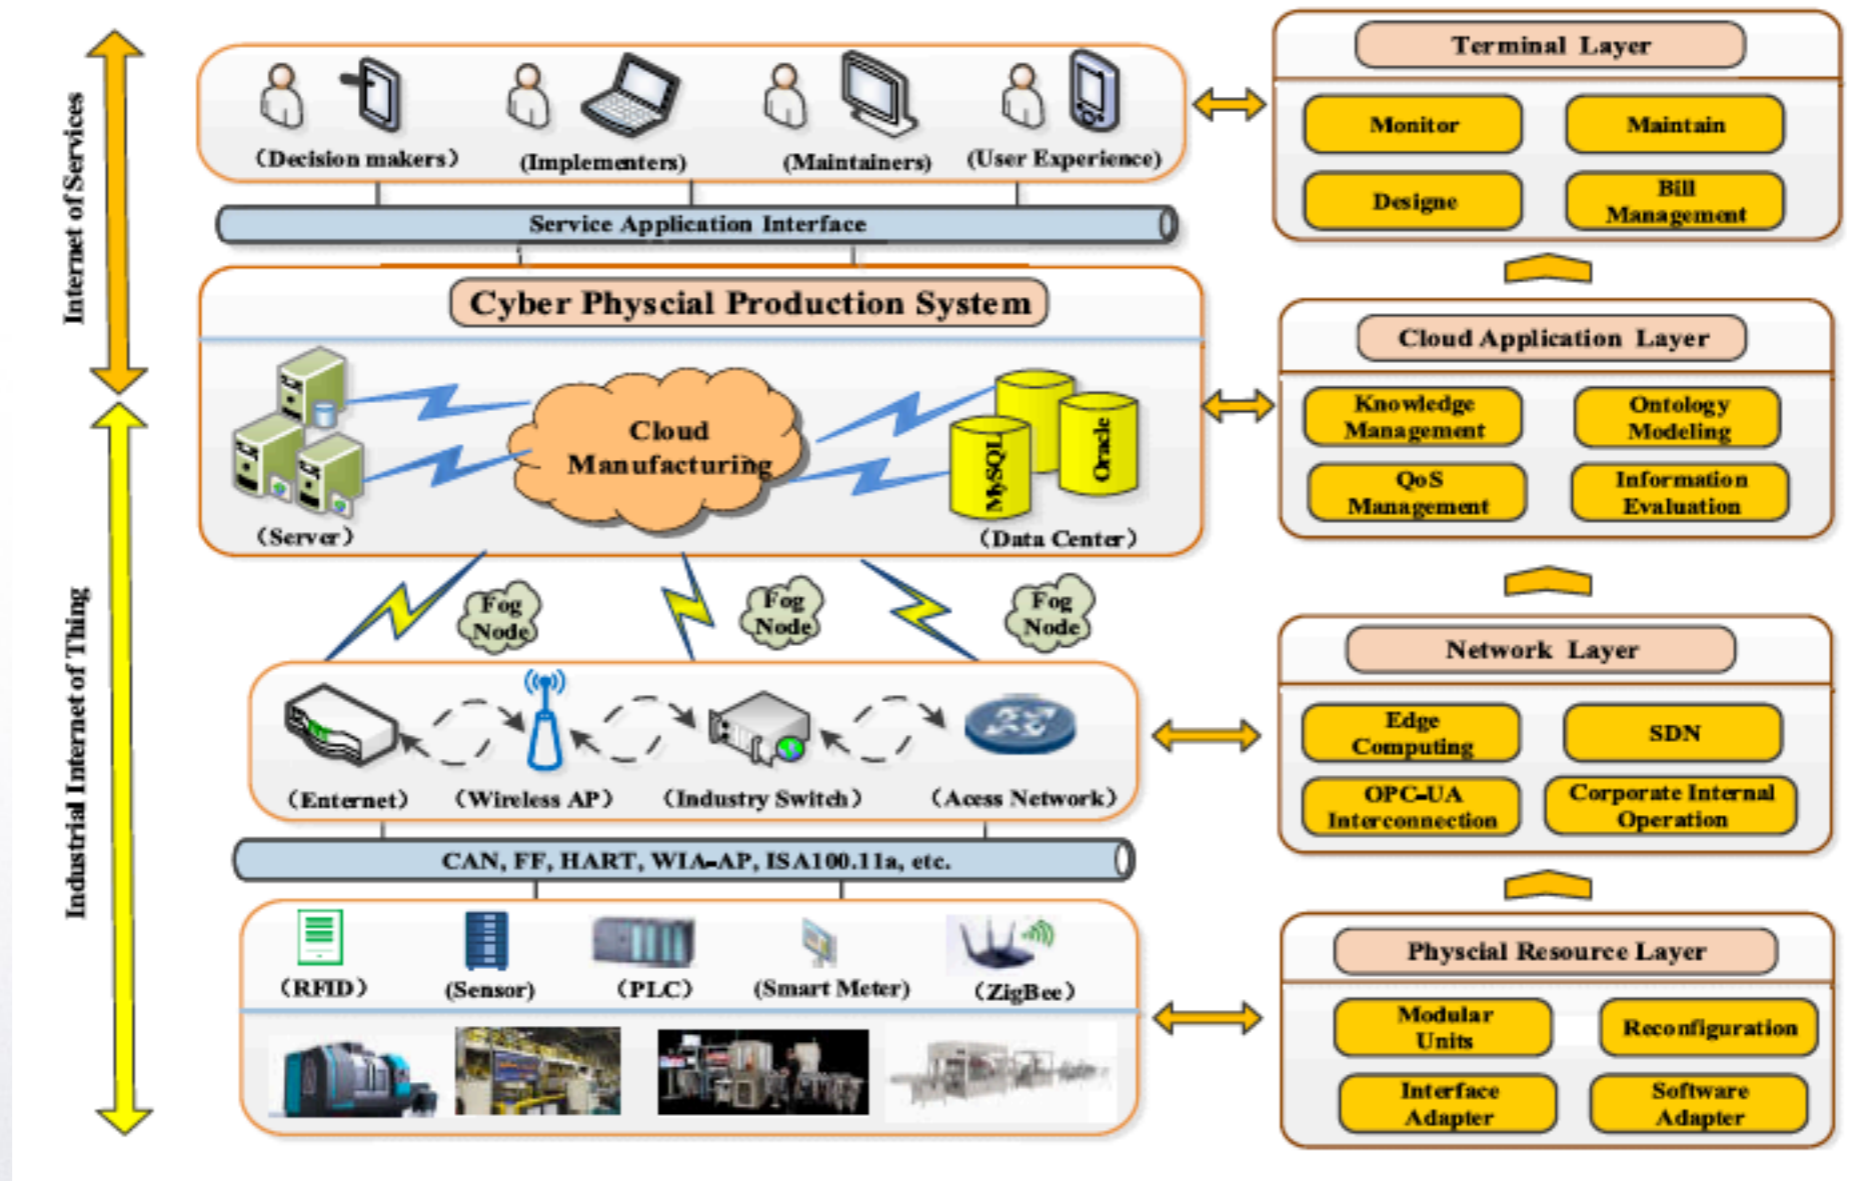 Internet of Services
Industrial Internet of Thing
（Decision makers）
(Implementers)
(Maintainers)
(User Experience)
Service Application Interface
Cyber Physcial Production System
Cloud
Manufacturing
MySQL
Oracle
（Server）
（Data Center）
Fog
Node
Fog
Node
Fog
Node
（Enternet）
（Wireless AP）
（Industry Switch）
（Acess Network）
CAN, FF, HART, WIA-AP, ISA100.11a, etc.
（RFID）
(Sensor)
（PLC）
(Smart Meter)
（ZigBee）
Terminal Layer
Monitor
Maintain
Designe
Bill
Management
Cloud Application Layer
Knowledge
Management
Ontology
Modeling
QoS
Management
Information
Evaluation
Network Layer
Edge
Computing
SDN
OPC-UA
Interconnection
Corporate Internal
Operation
Physcial Resource Layer
Modular
Units
Reconfiguration
Interface
Adapter
Software
Adapter